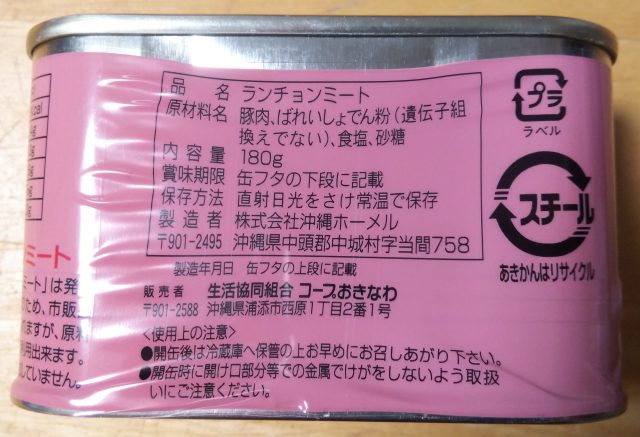 品 名 ランチョンミート
原材料名 豚肉、ばれいしょでん粉(遺伝子組
換えでない)、食塩、砂糖
内 容 量 180g
賞味期限 缶フタの下段に記載
保存方法 直射日光をさけ常温で保存
製 造 者 株式会社沖縄ホーメル
〒901-2495 沖縄県中頭郡中城村字当間758
製造年月日 缶フタの上段に記載
販売者 生活協同組合 コープおきなわ
〒901-2588 沖縄県浦添市西原1丁目2番1号
<使用上の注意>
●開缶後は冷蔵庫へ保管の上お早めにお召しあがり下さい。
●開缶時に開け口部分等での金属でけがをしないよう取扱
いにご注意ください。
プラ
ラベル
スチール
あきかんはリサイクル
kcal
g
g
g
g
ミート
ミート」は発
ため、市販
ますが、原料
用出来ます。
していません。